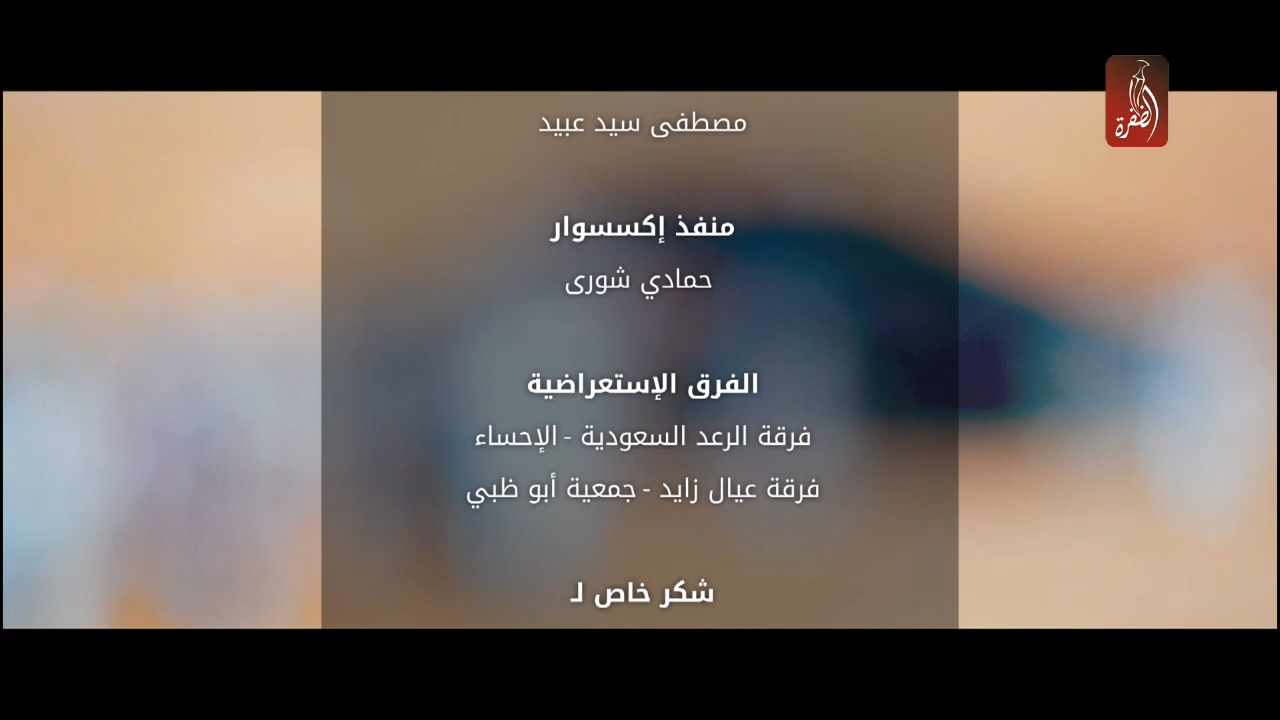 الظفرة
مصطفى سيد عبيد
منفذ إكسسوار
حمادي شورى
الفرق الإستعراضية
فرقة الرعد السعودية - الإحساء
فرقة عيال زايد - جمعية أبو ظبي
شكر خاص لـ